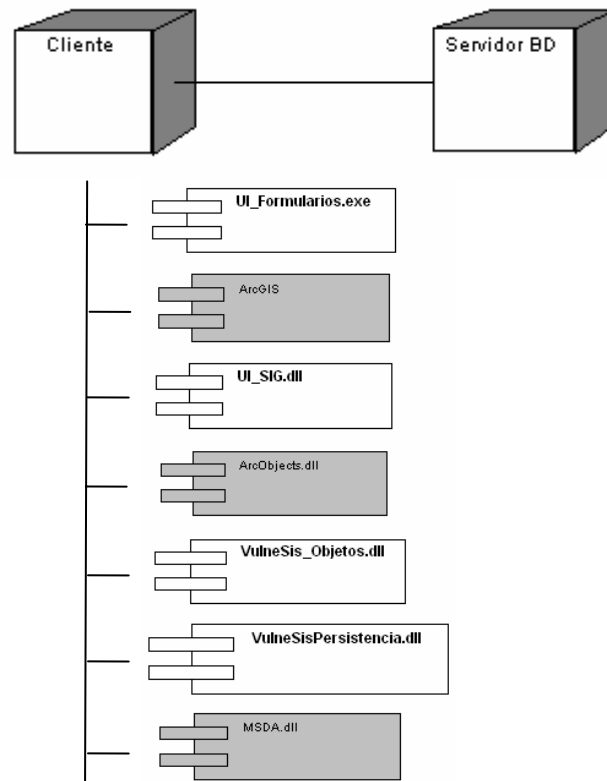 Cliente
Servidor BD
UI_Formularios.exe
ArcGIS
UI_SIG.dll
ArcObjects.dll
VulneSis_Objetos.dll
VulneSisPersistencia.dll
MSDA.dll